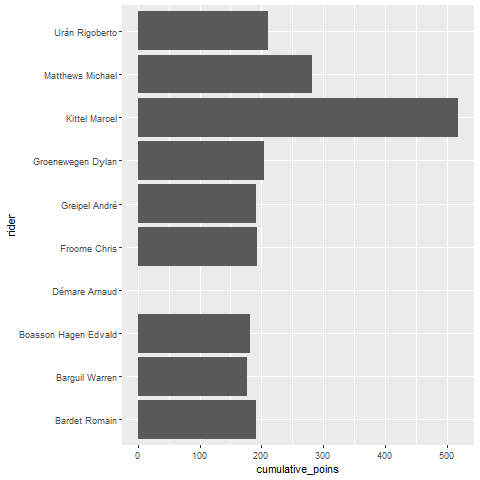 Urán Rigoberto
Matthews Michael
Kittel Marcel
Groenewegen Dylan
Greipel André
Froome Chris
Démare Arnaud
Boasson Hagen Edvald
Barguil Warren
Bardet Romain
rider
0 100 200 300 400 500
cumulative_poins